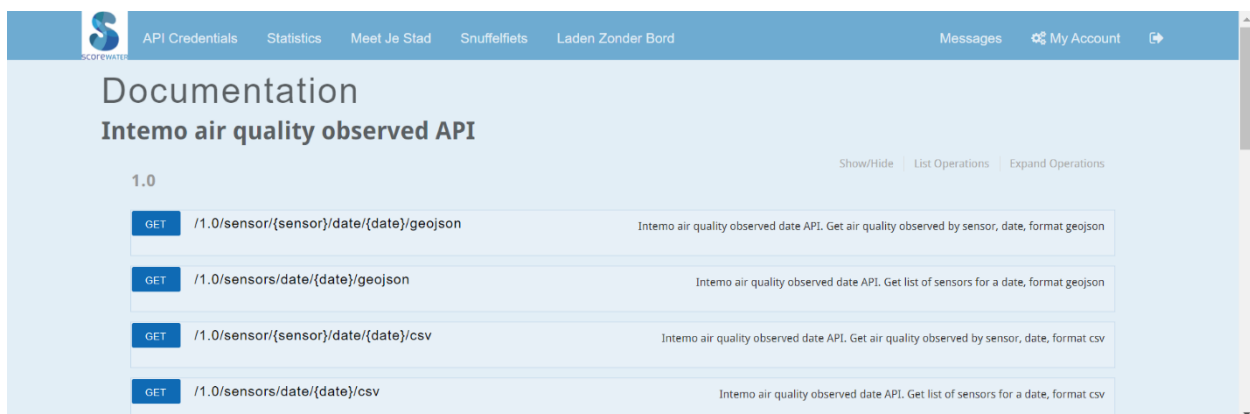 SCOREWATER
API Credentials Statistics Meet Je Stad Snuffelfiets Laden Zonder Bord Messages My Account
Documentation
Intemo air quality observed API
Show/Hide List Operations Expand Operations
1.0
GET /1.0/sensor/{sensor}/date/{date}/geojson Intemo air quality observed date API. Get air quality observed by sensor, date, format geojson
GET /1.0/sensors/date/{date}/geojson Intemo air quality observed date API. Get list of sensors for a date, format geojson
GET /1.0/sensor/{sensor}/date/{date}/csv Intemo air quality observed date API. Get air quality observed by sensor, date, format csv
GET /1.0/sensors/date/{date}/csv Intemo air quality observed date API. Get list of sensors for a date, format csv